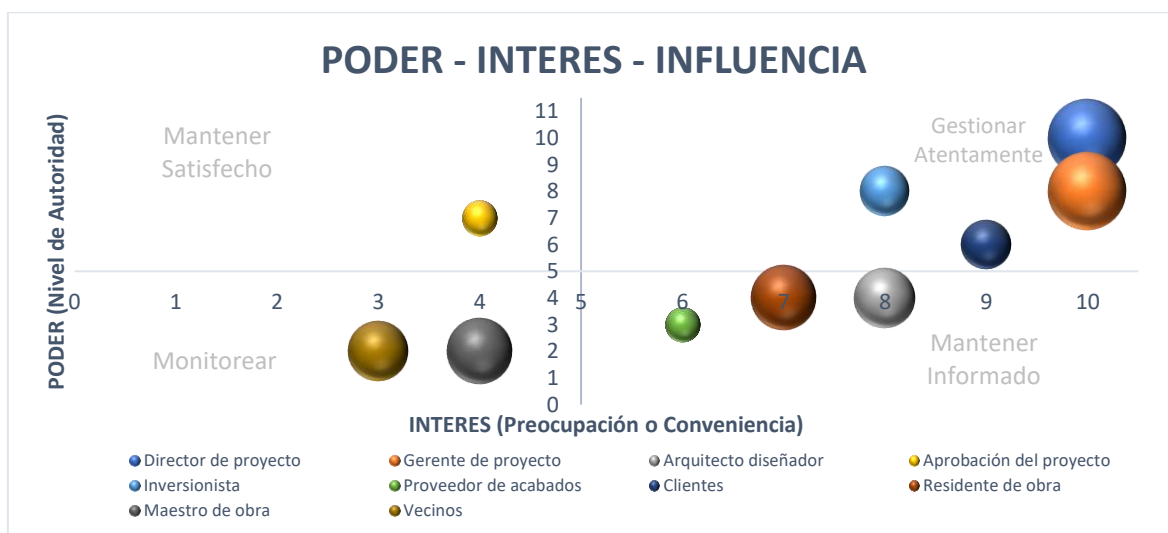 PODER - INTERES - INFLUENCIA
PODER (Nivel de Autoridad)
Mantener
Satisfecho
Gestionar
Atentamente
11
10
9
8
7
6
5
4
3
2
1
0
0 1 2 3 4 5 6 7 8 9 10
Monitorear
Mantener
Informado
INTERES (Preocupación o Conveniencia)
Director de proyecto Gerente de proyecto Arquitecto diseñador Aprobación del proyecto
Inversionista Proveedor de acabados Clientes Residente de obra
Maestro de obra Vecinos